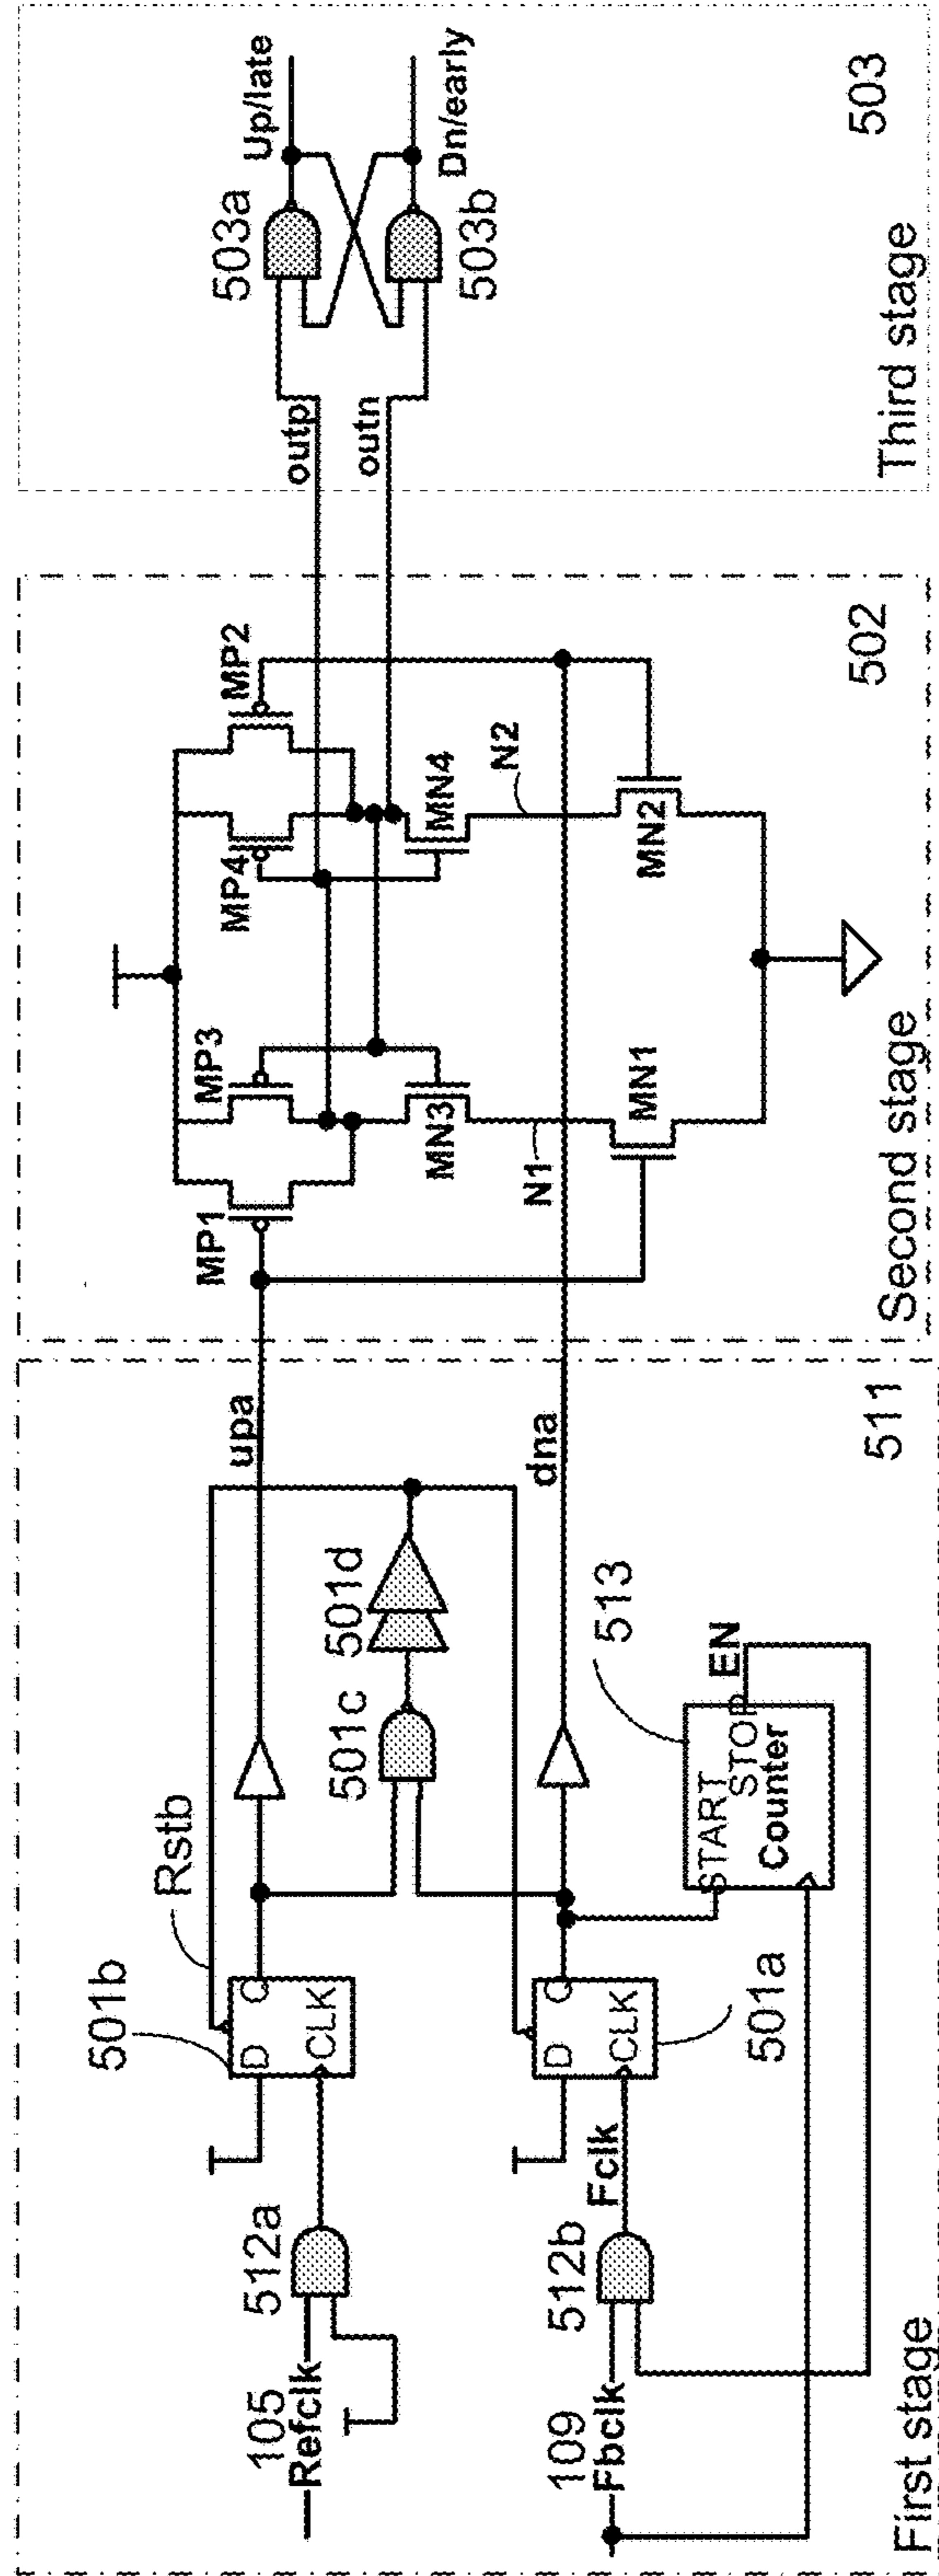 First stage
511
105
Refclk
512a
501b
D
Q
CLK
Rstb
upa
501c
501d
109
Fbclk
512b
Fclk
D
Q
CLK
501a
dna
START
STOP
Counter
EN
513
Second stage
502
MP1
MP3
MP4
MP2
MN3
MN4
N1
N2
MN1
MN2
Third stage
503
outp
outn
503a
503b
Up/late
Dn/early